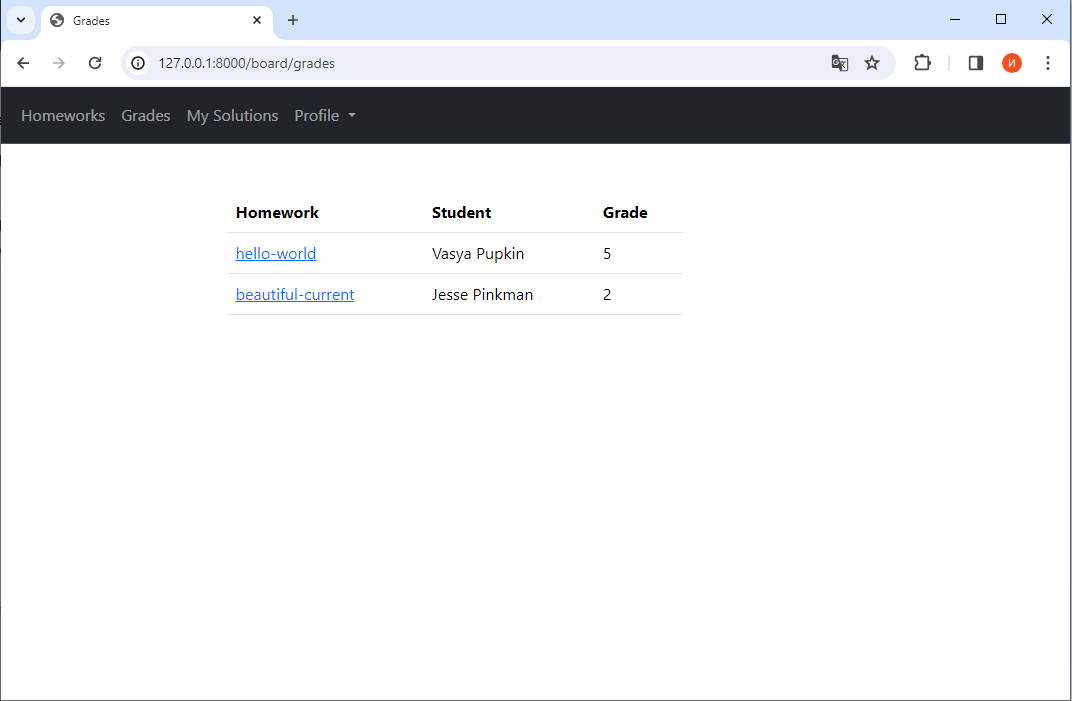 Grades
127.0.0.1:8000/board/grades
И
Homeworks Grades My Solutions Profile
Homework Student Grade
hello-world Vasya Pupkin 5
beautiful-current Jesse Pinkman 2